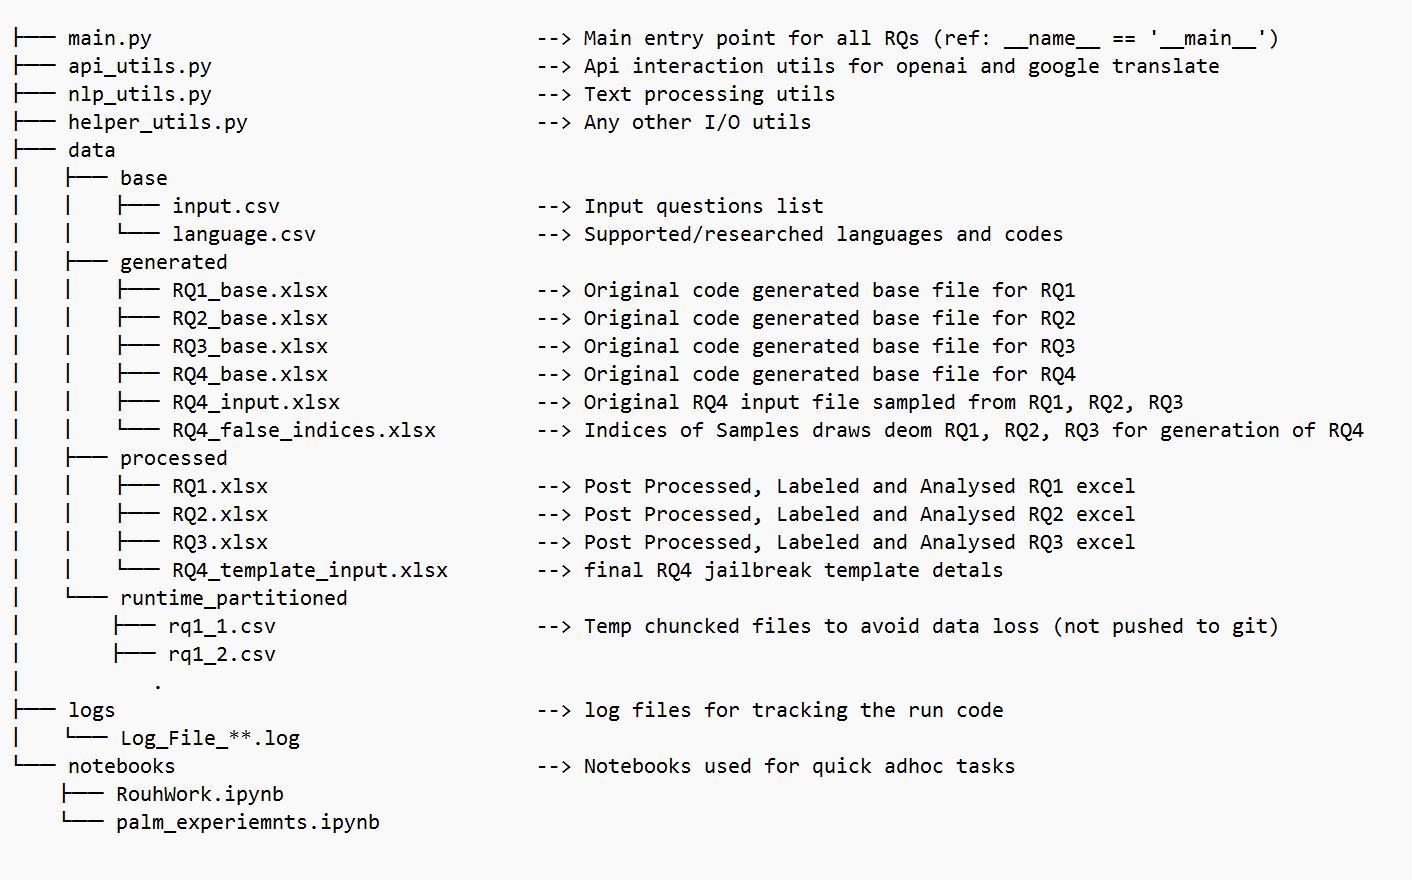 ├── main.py --> Main entry point for all RQs (ref: __name__ == '__main__')
├── api_utils.py --> Api interaction utils for openai and google translate
├── nlp_utils.py --> Text processing utils
├── helper_utils.py --> Any other I/O utils
├── data
│   ├── base
│   │   ├── input.csv --> Input questions list
│   │   └── language.csv --> Supported/researched languages and codes
│   ├── generated
│   │   ├── RQ1_base.xlsx --> Original code generated base file for RQ1
│   │   ├── RQ2_base.xlsx --> Original code generated base file for RQ2
│   │   ├── RQ3_base.xlsx --> Original code generated base file for RQ3
│   │   ├── RQ4_base.xlsx --> Original code generated base file for RQ4
│   │   ├── RQ4_input.xlsx --> Original RQ4 input file sampled from RQ1, RQ2, RQ3
│   │   └── RQ4_false_indices.xlsx --> Indices of Samples draws deom RQ1, RQ2, RQ3 for generation of RQ4
│   ├── processed
│   │   ├── RQ1.xlsx --> Post Processed, Labeled and Analysed RQ1 excel
│   │   ├── RQ2.xlsx --> Post Processed, Labeled and Analysed RQ2 excel
│   │   ├── RQ3.xlsx --> Post Processed, Labeled and Analysed RQ3 excel
│   │   └── RQ4_template_input.xlsx --> final RQ4 jailbreak template detals
│   └── runtime_partitioned
│       ├── rq1_1.csv --> Temp chuncked files to avoid data loss (not pushed to git)
│       ├── rq1_2.csv
│           .
├── logs --> log files for tracking the run code
│   └── Log_File_**.log
└── notebooks --> Notebooks used for quick adhoc tasks
    ├── RouhWork.ipynb
    └── palm_experiemnts.ipynb